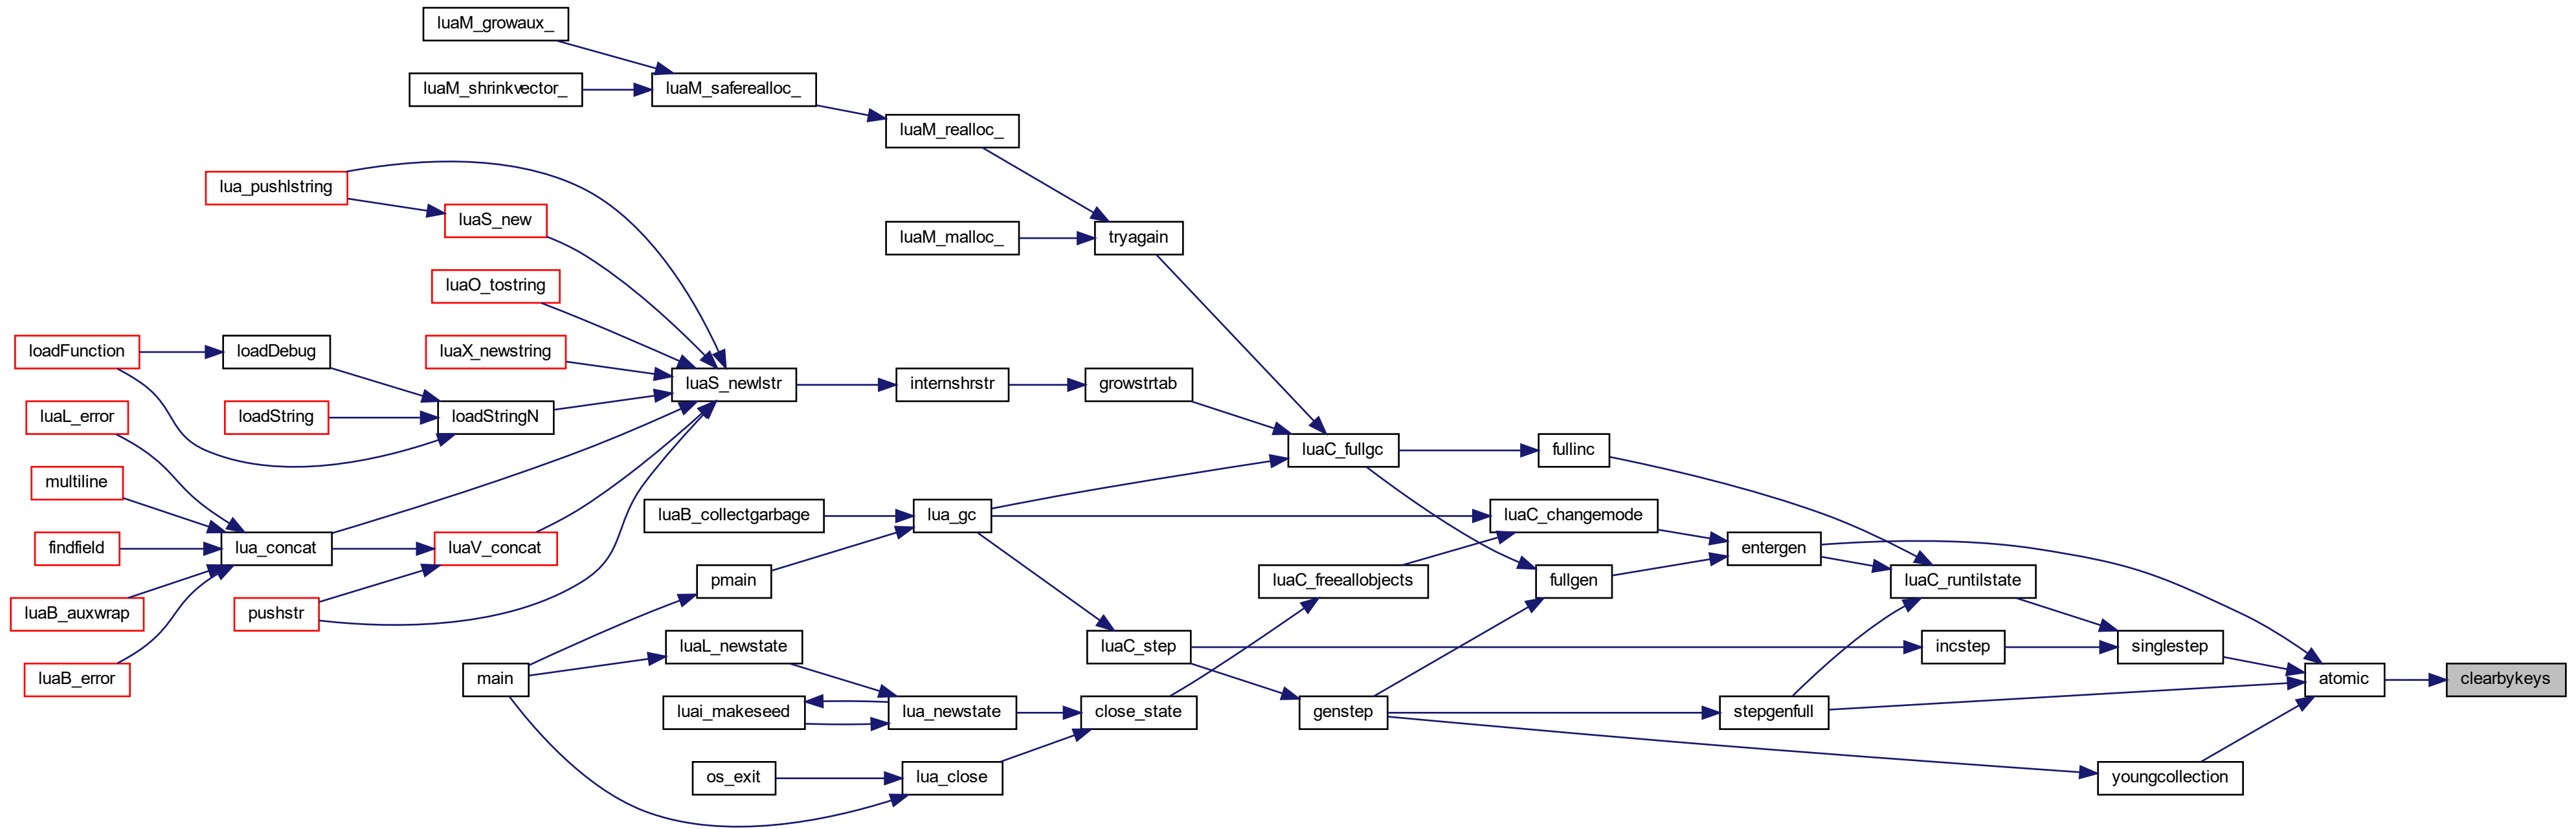 luaM_growaux_
luaM_shrinkvector_
luaM_saferealloc_
luaM_realloc_
lua_pushlstring
luaS_new
luaM_malloc_
tryagain
luaO_tostring
loadFunction
loadDebug
luaX_newstring
luaS_newlstr
internshrstr
growstrtab
luaL_error
loadString
loadStringN
luaC_fullgc
fullinc
multiline
luaB_collectgarbage
lua_gc
luaC_changemode
findfield
lua_concat
luaV_concat
entergen
pmain
luaC_freeallobjects
fullgen
luaC_runtilstate
luaB_auxwrap
pushstr
luaL_newstate
luaC_step
incstep
singlestep
luaB_error
main
atomic
clearbykeys
luai_makeseed
lua_newstate
close_state
genstep
stepgenfull
os_exit
lua_close
youngcollection